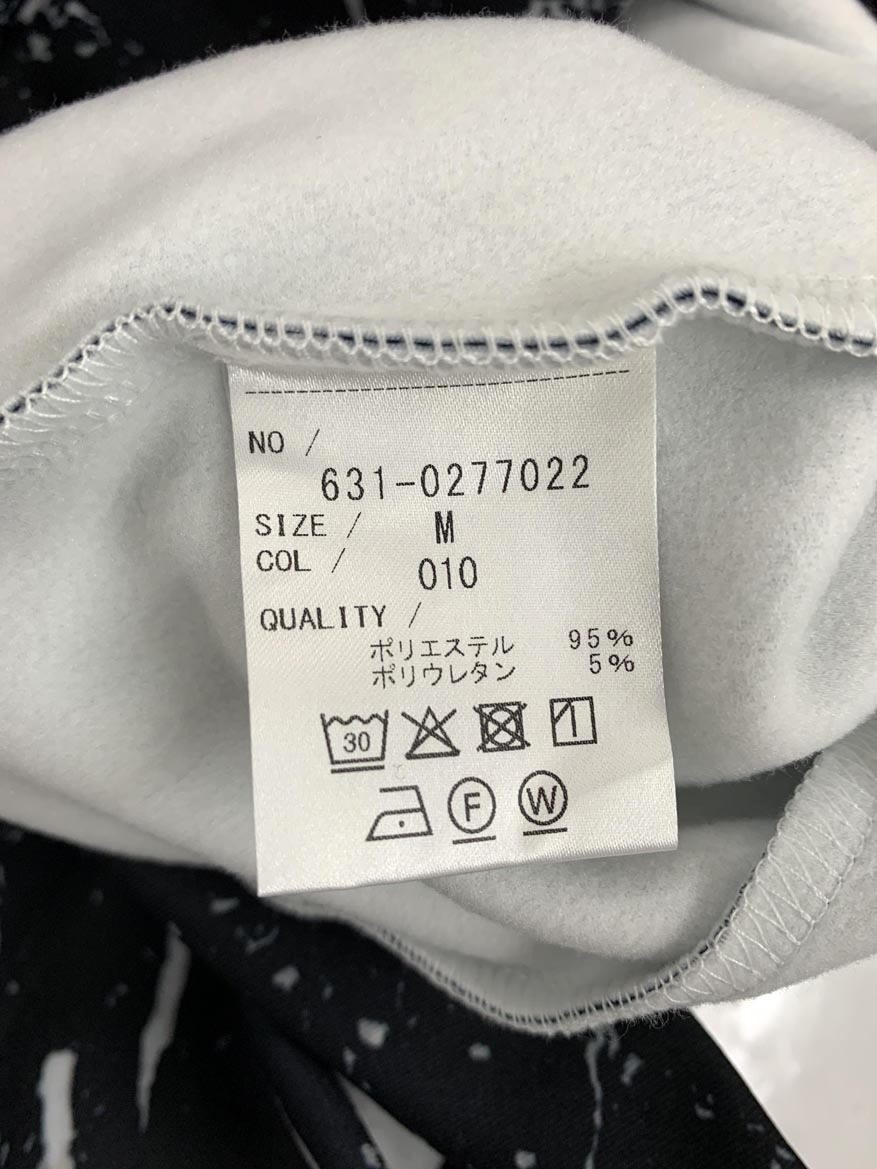 NO /
631-0277022
SIZE / M
COL / 010
QUALITY /
ポリエステル 95%
ポリウレタン 5%
30
F W